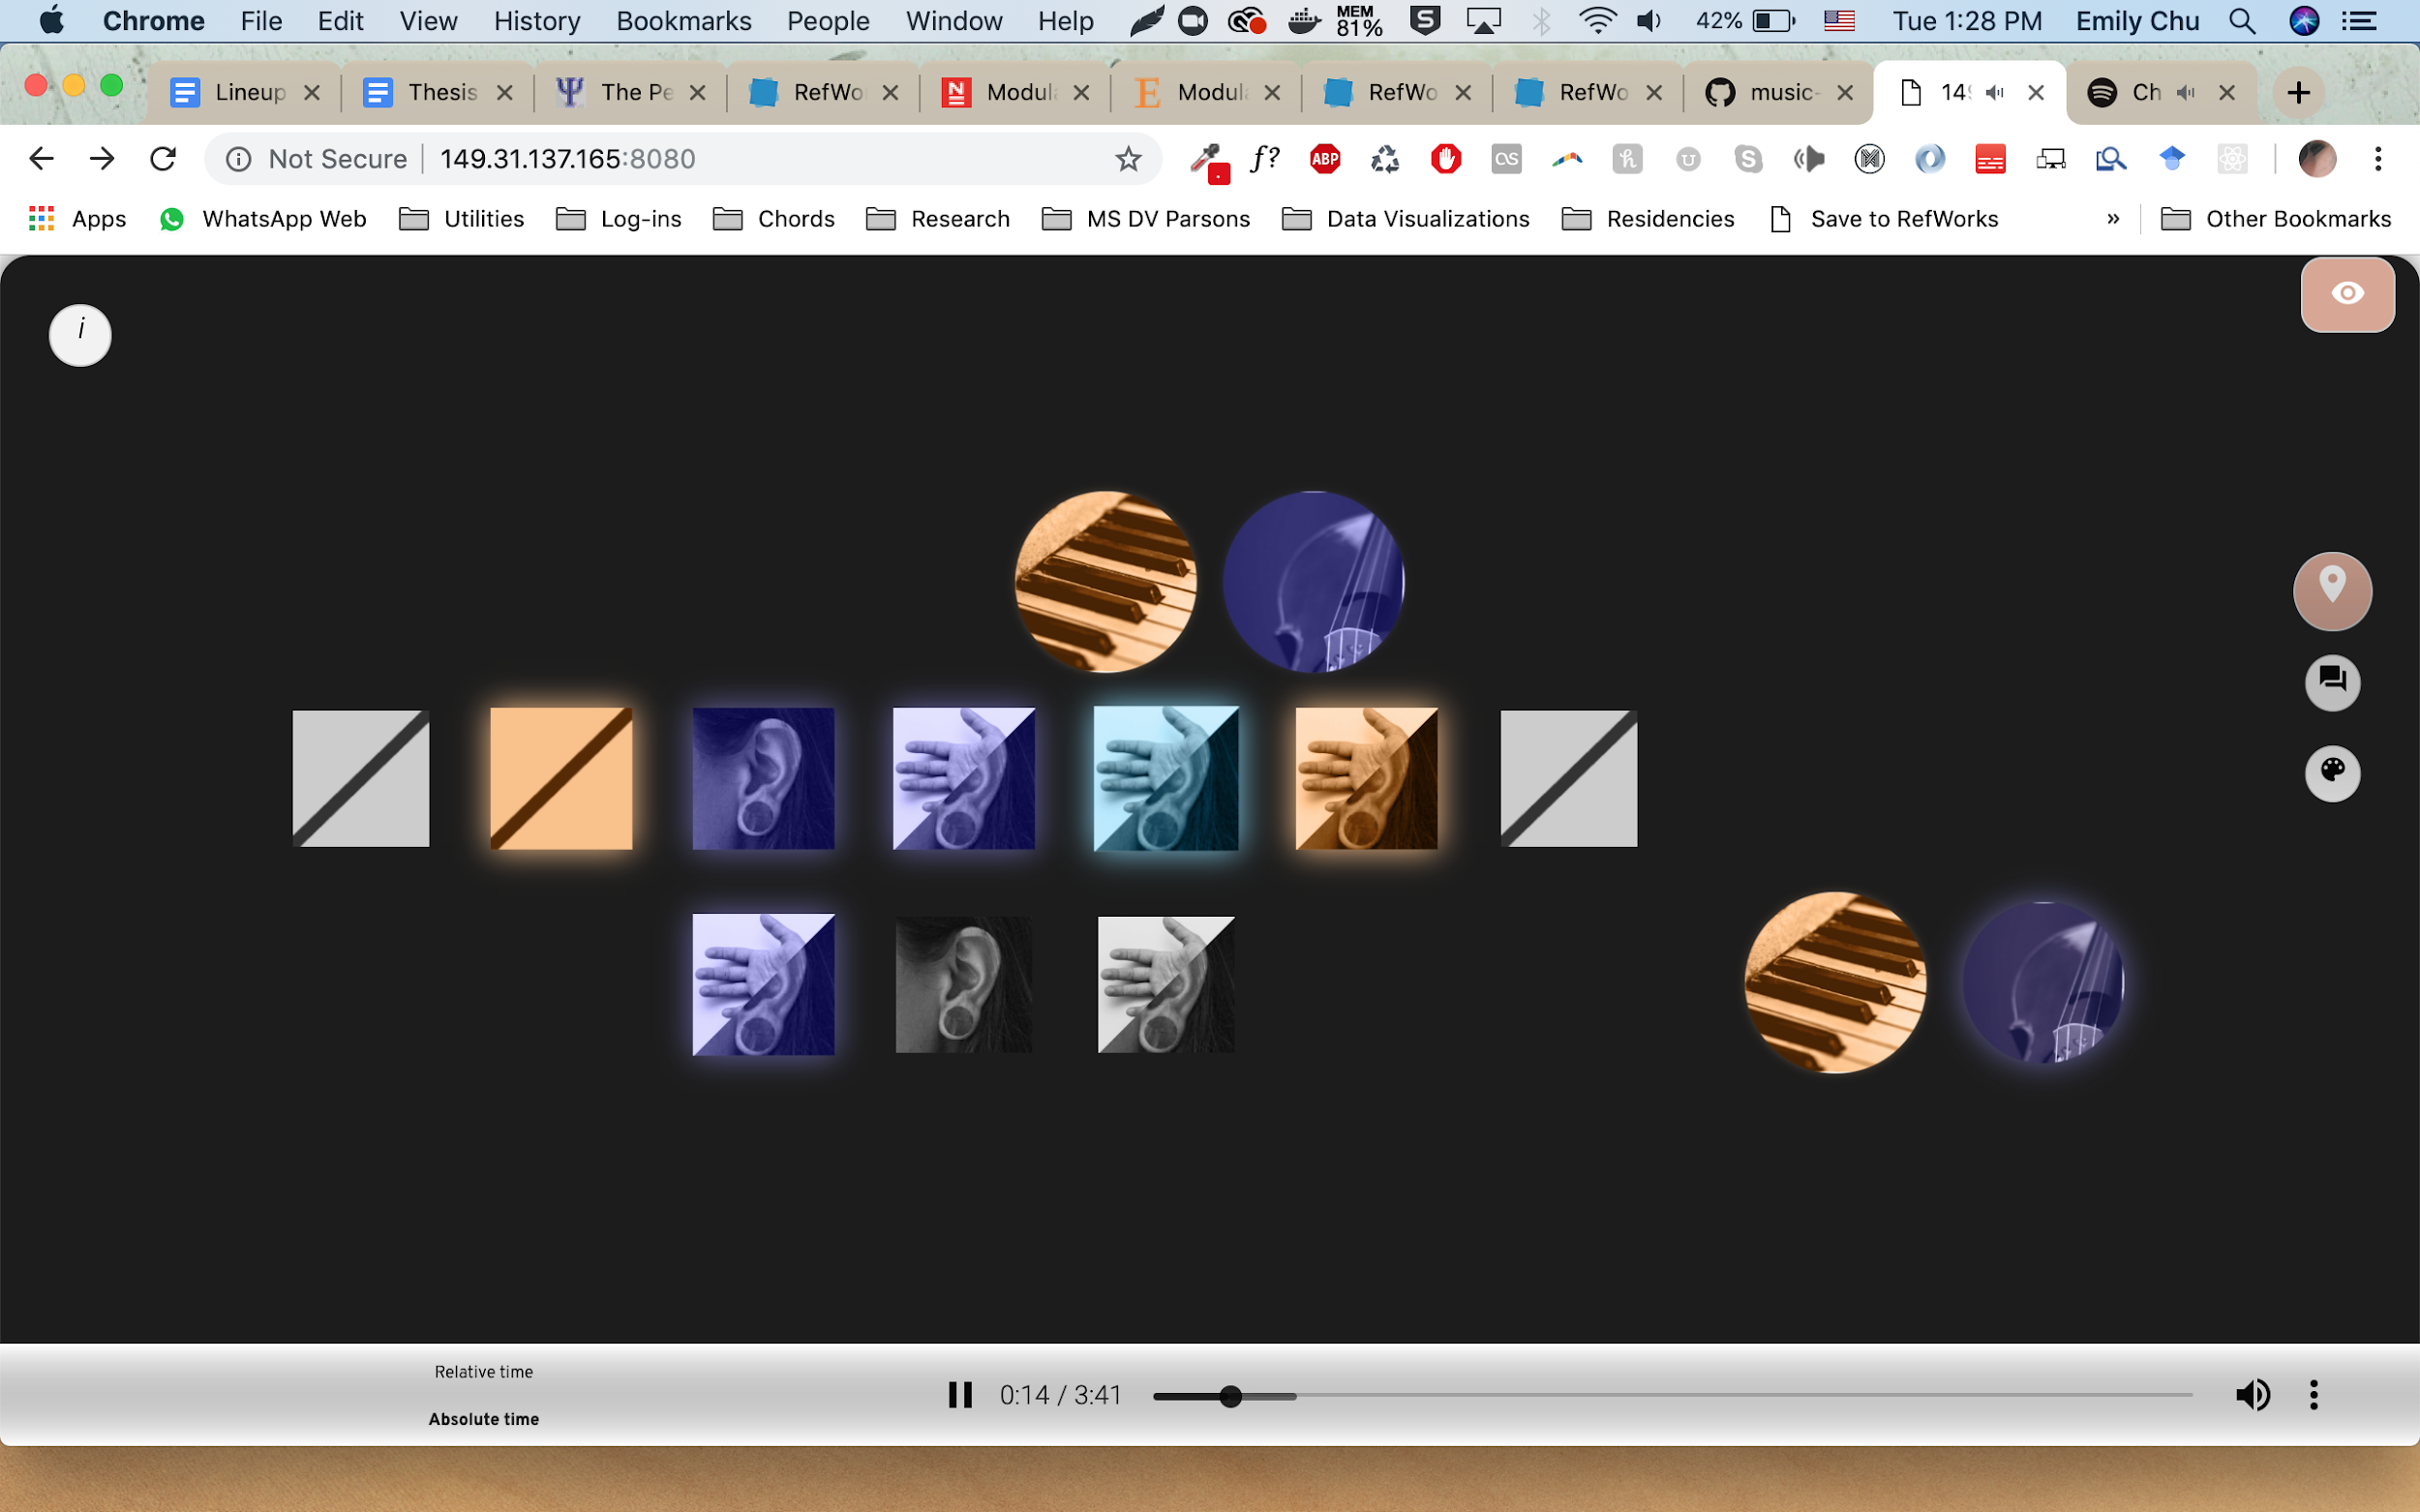 Chrome File Edit View History Bookmarks People Window Help MEM 81% S 42% Tue 1:28 PM Emily Chu
Lineup Thesis The Pe RefWo Modul E Modula RefWo RefWo music- 14 Ch
Not Secure 149.31.137.165:8080 f? ABP
Apps WhatsApp Web Utilities Log-ins Chords Research MS DV Parsons Data Visualizations Residencies Save to RefWorks » Other Bookmarks
i
Relative time
0:14 / 3:41
Absolute time